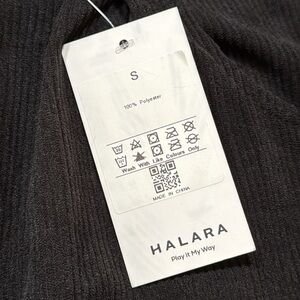 S
100% Polyester
Wash With Like Colours Only
MADE IN CHINA
HALARA
Play It My Way